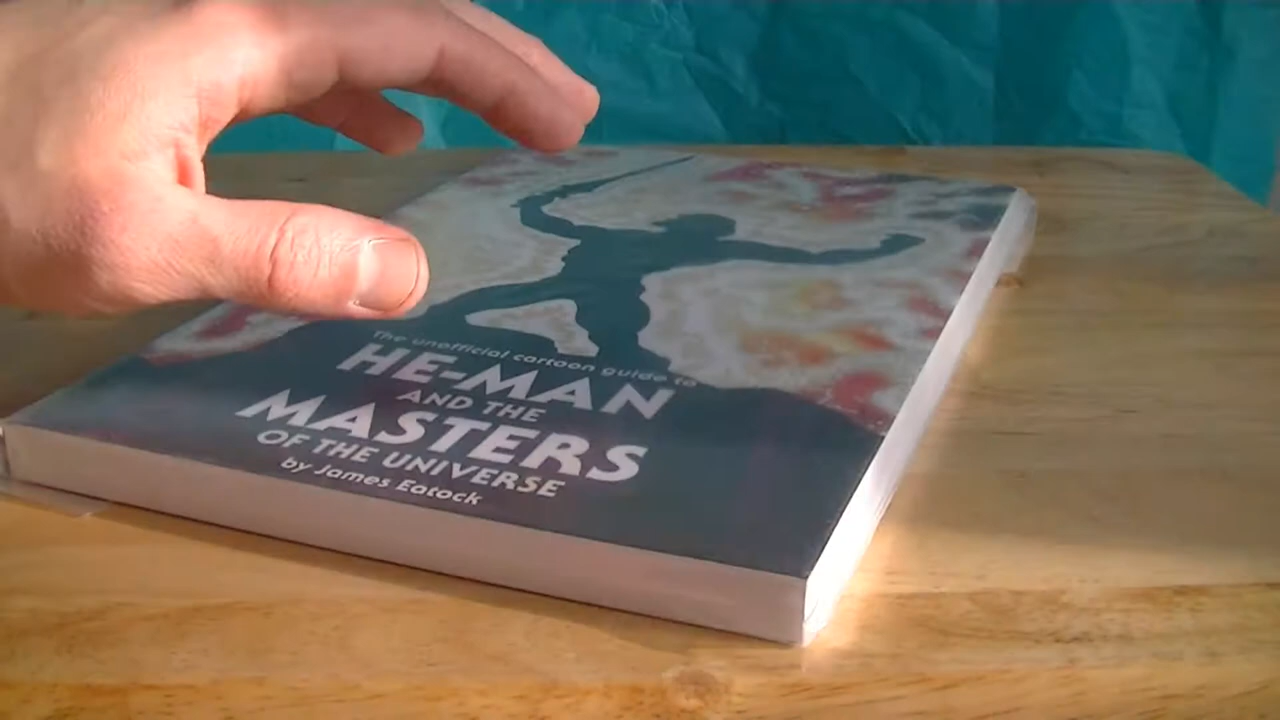 The unofficial cartoon guide to
HE-MAN
AND THE
MASTERS
OF THE UNIVERSE
by James Eatock